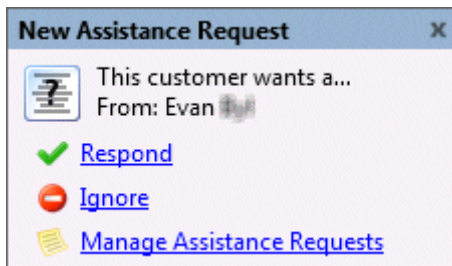 New Assistance Request
x
?
This customer wants a...
From: Evan
Respond
Ignore
Manage Assistance Requests